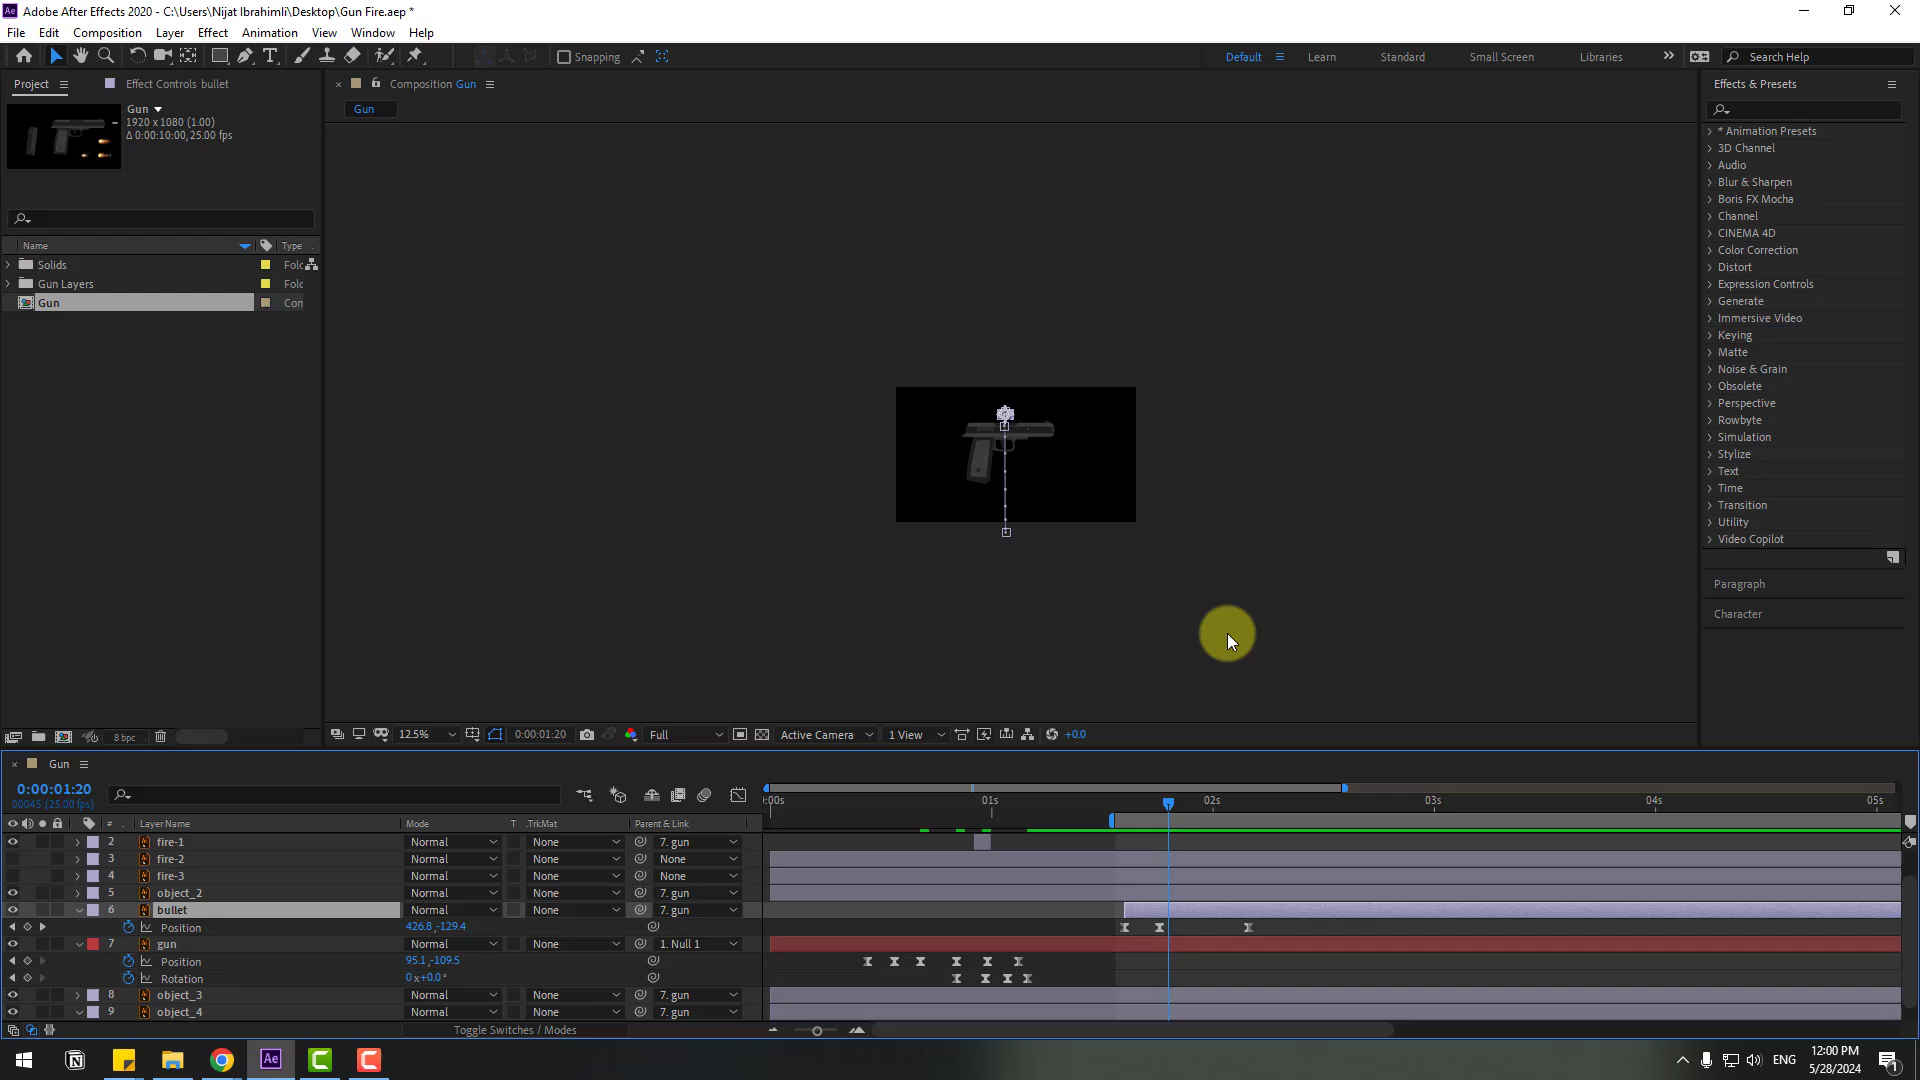 Adobe After Effects 2020 - C:\Users\Nijat Ibrahimli\Desktop\Gun Fire.aep *
File Edit Composition Layer Effect Animation View Window Help
Snapping
Default Learn Standard Small Screen Libraries Search Help
Project Effect Controls bullet
Composition Gun
Effects & Presets
Gun
1920 x 1080 (1.00)
Δ 0:00:10:00, 25.00 fps
Gun
Name Type
Solids
Gun Layers
Gun
* Animation Presets
3D Channel
Audio
Blur & Sharpen
Boris FX Mocha
Channel
CINEMA 4D
Color Correction
Distort
Expression Controls
Generate
Immersive Video
Keying
Matte
Noise & Grain
Obsolete
Perspective
Rowbyte
Simulation
Stylize
Text
Time
Transition
Utility
Video Copilot
Paragraph
Character
8 bpc
12.5% 0:00:01:20 Full Active Camera 1 View +0.0
Gun
0:00:01:20
00045 (25.00 fps)
:00s 01s 02s 03s 04s 05s
# Layer Name Mode T .TrkMat Parent & Link
2 fire-1 Normal None 7. gun
3 fire-2 Normal None None
4 fire-3 Normal None None
5 object_2 Normal None 7. gun
6 bullet Normal None 7. gun
Position 426.8,-129.4
7 gun Normal None 1. Null 1
Position 95.1,-109.5
Rotation 0x+0.0°
8 object_3 Normal None 7. gun
9 object_4 Normal None 7. gun
Toggle Switches / Modes
ENG
12:00 PM
5/28/2024